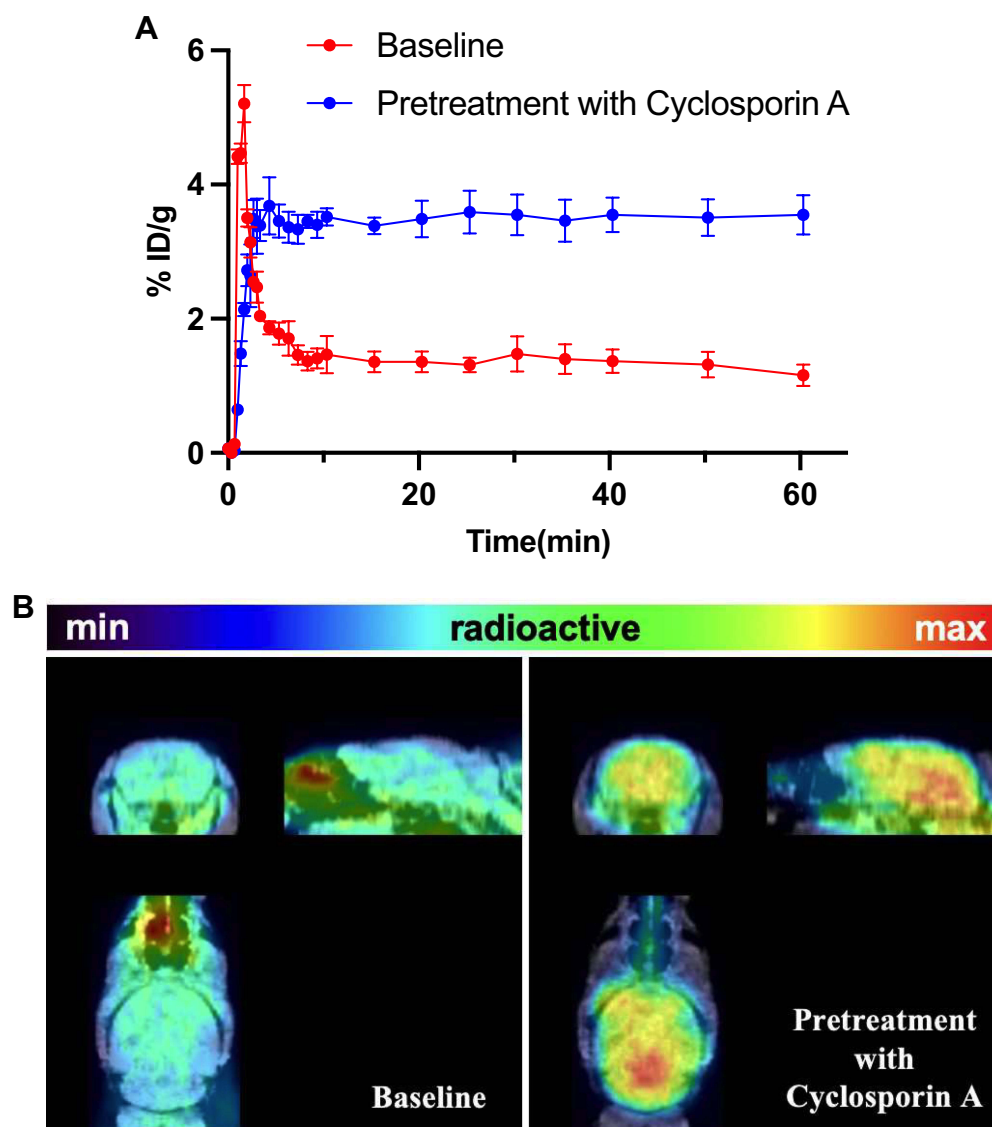 A
Baseline
Pretreatment with Cyclosporin A
% ID/g
6
4
2
0
0 20 40 60
Time(min)
B
min radioactive max
Baseline
Pretreatment
with
Cyclosporin A